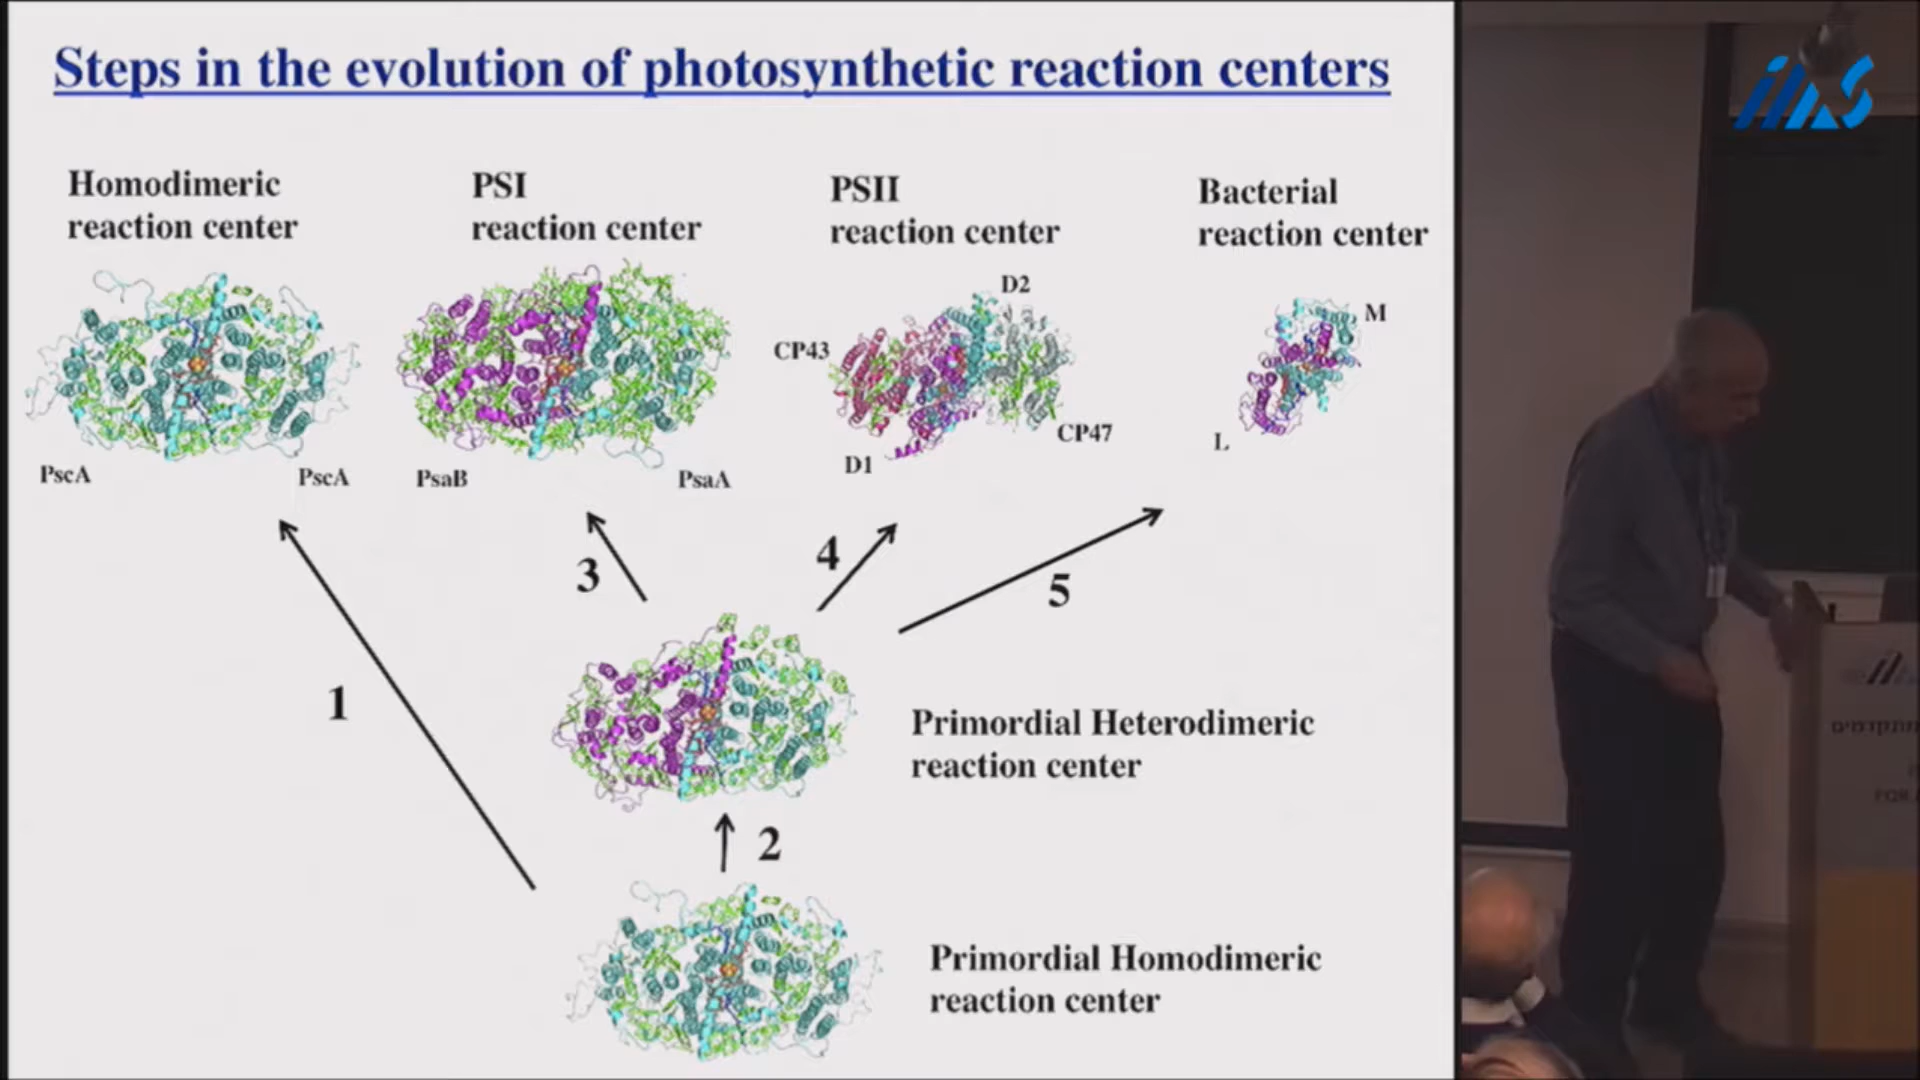 Steps in the evolution of photosynthetic reaction centers
Homodimeric
reaction center
PSI
reaction center
PSII
reaction center
Bacterial
reaction center
D2
M
CP43
CP47
L
D1
PscA
PscA
PsaB
PsaA
3
4
5
1
Primordial Heterodimeric
reaction center
2
Primordial Homodimeric
reaction center
iias